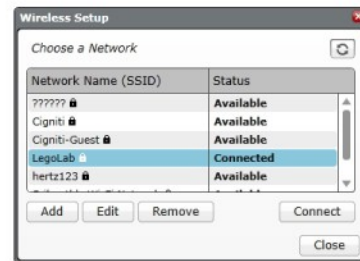 Wireless Setup
Choose a Network
Network Name (SSID) Status
?????? Available
Cigniti Available
Cigniti-Guest Available
LegoLab Connected
hertz123 Available
Add Edit Remove Connect
Close